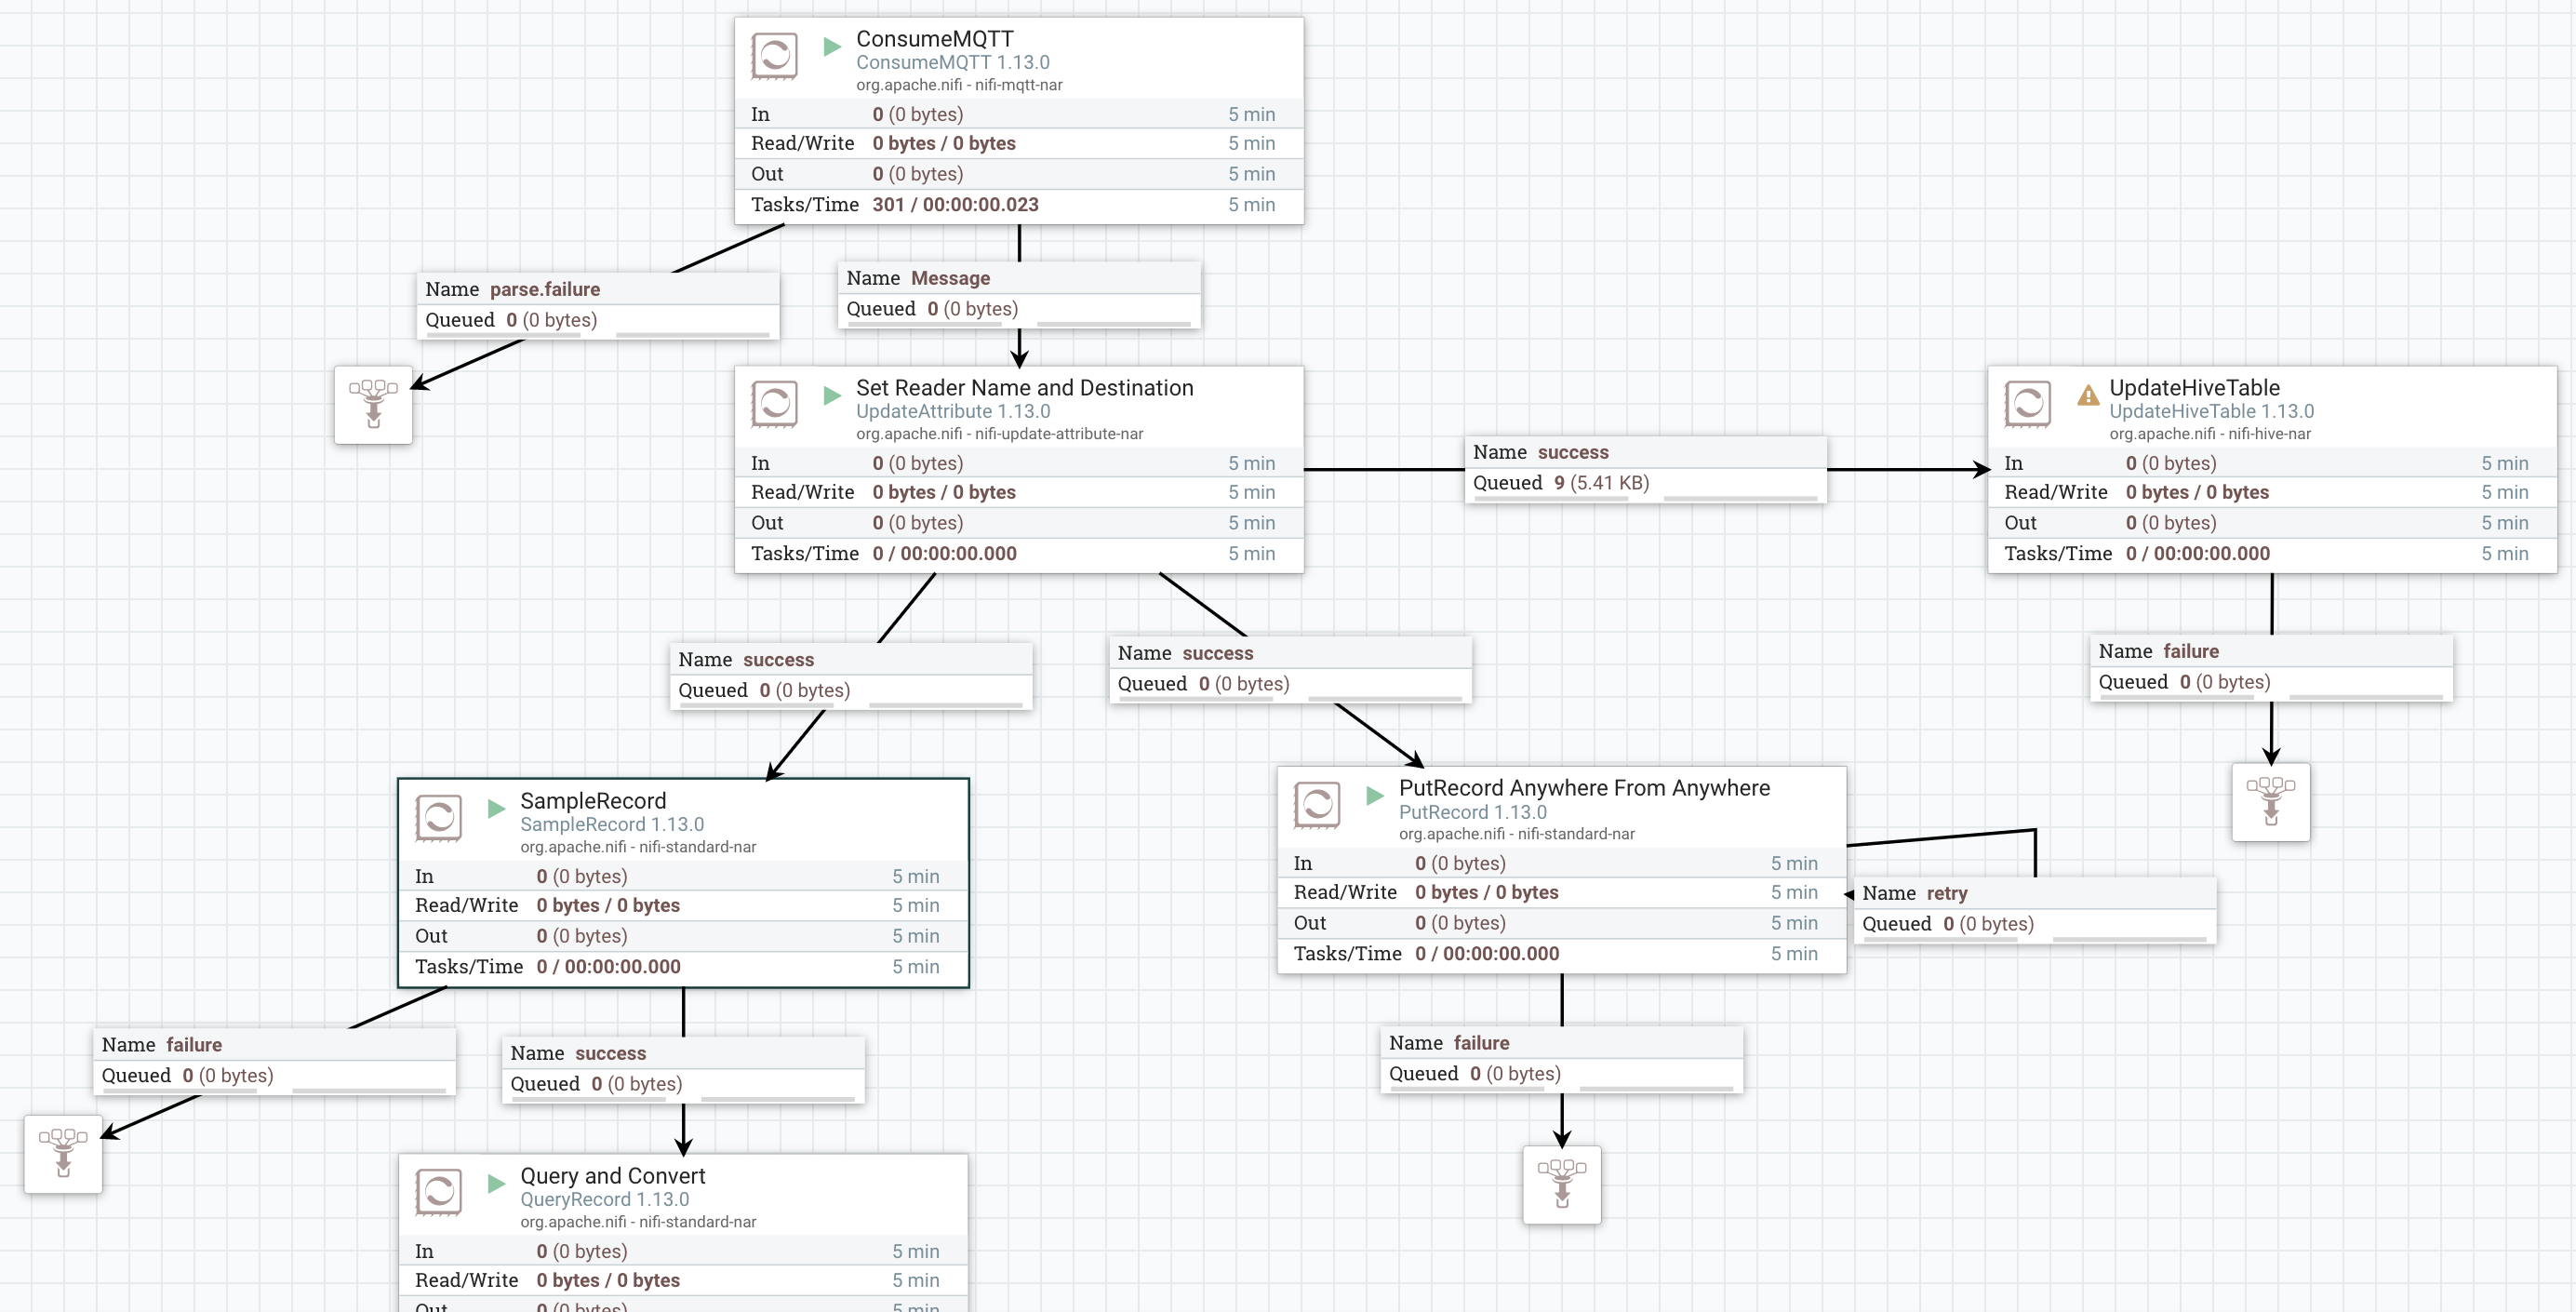 ConsumeMQTT
ConsumeMQTT 1.13.0
org.apache.nifi - nifi-mqtt-nar
In 0 (0 bytes) 5 min
Read/Write 0 bytes / 0 bytes 5 min
Out 0 (0 bytes) 5 min
Tasks/Time 301 / 00:00:00.023 5 min
Name parse.failure
Queued 0 (0 bytes)
Name Message
Queued 0 (0 bytes)
Set Reader Name and Destination
UpdateAttribute 1.13.0
org.apache.nifi - nifi-update-attribute-nar
In 0 (0 bytes) 5 min
Read/Write 0 bytes / 0 bytes 5 min
Out 0 (0 bytes) 5 min
Tasks/Time 0 / 00:00:00.000 5 min
Name success
Queued 9 (5.41 KB)
UpdateHiveTable
UpdateHiveTable 1.13.0
org.apache.nifi - nifi-hive-nar
In 0 (0 bytes) 5 min
Read/Write 0 bytes / 0 bytes 5 min
Out 0 (0 bytes) 5 min
Tasks/Time 0 / 00:00:00.000 5 min
Name success
Queued 0 (0 bytes)
Name success
Queued 0 (0 bytes)
Name failure
Queued 0 (0 bytes)
SampleRecord
SampleRecord 1.13.0
org.apache.nifi - nifi-standard-nar
In 0 (0 bytes) 5 min
Read/Write 0 bytes / 0 bytes 5 min
Out 0 (0 bytes) 5 min
Tasks/Time 0 / 00:00:00.000 5 min
PutRecord Anywhere From Anywhere
PutRecord 1.13.0
org.apache.nifi - nifi-standard-nar
In 0 (0 bytes) 5 min
Read/Write 0 bytes / 0 bytes 5 min
Out 0 (0 bytes) 5 min
Tasks/Time 0 / 00:00:00.000 5 min
Name retry
Queued 0 (0 bytes)
Name failure
Queued 0 (0 bytes)
Name success
Queued 0 (0 bytes)
Name failure
Queued 0 (0 bytes)
Query and Convert
QueryRecord 1.13.0
org.apache.nifi - nifi-standard-nar
In 0 (0 bytes) 5 min
Read/Write 0 bytes / 0 bytes 5 min
Out 0 (0 bytes) 5 min